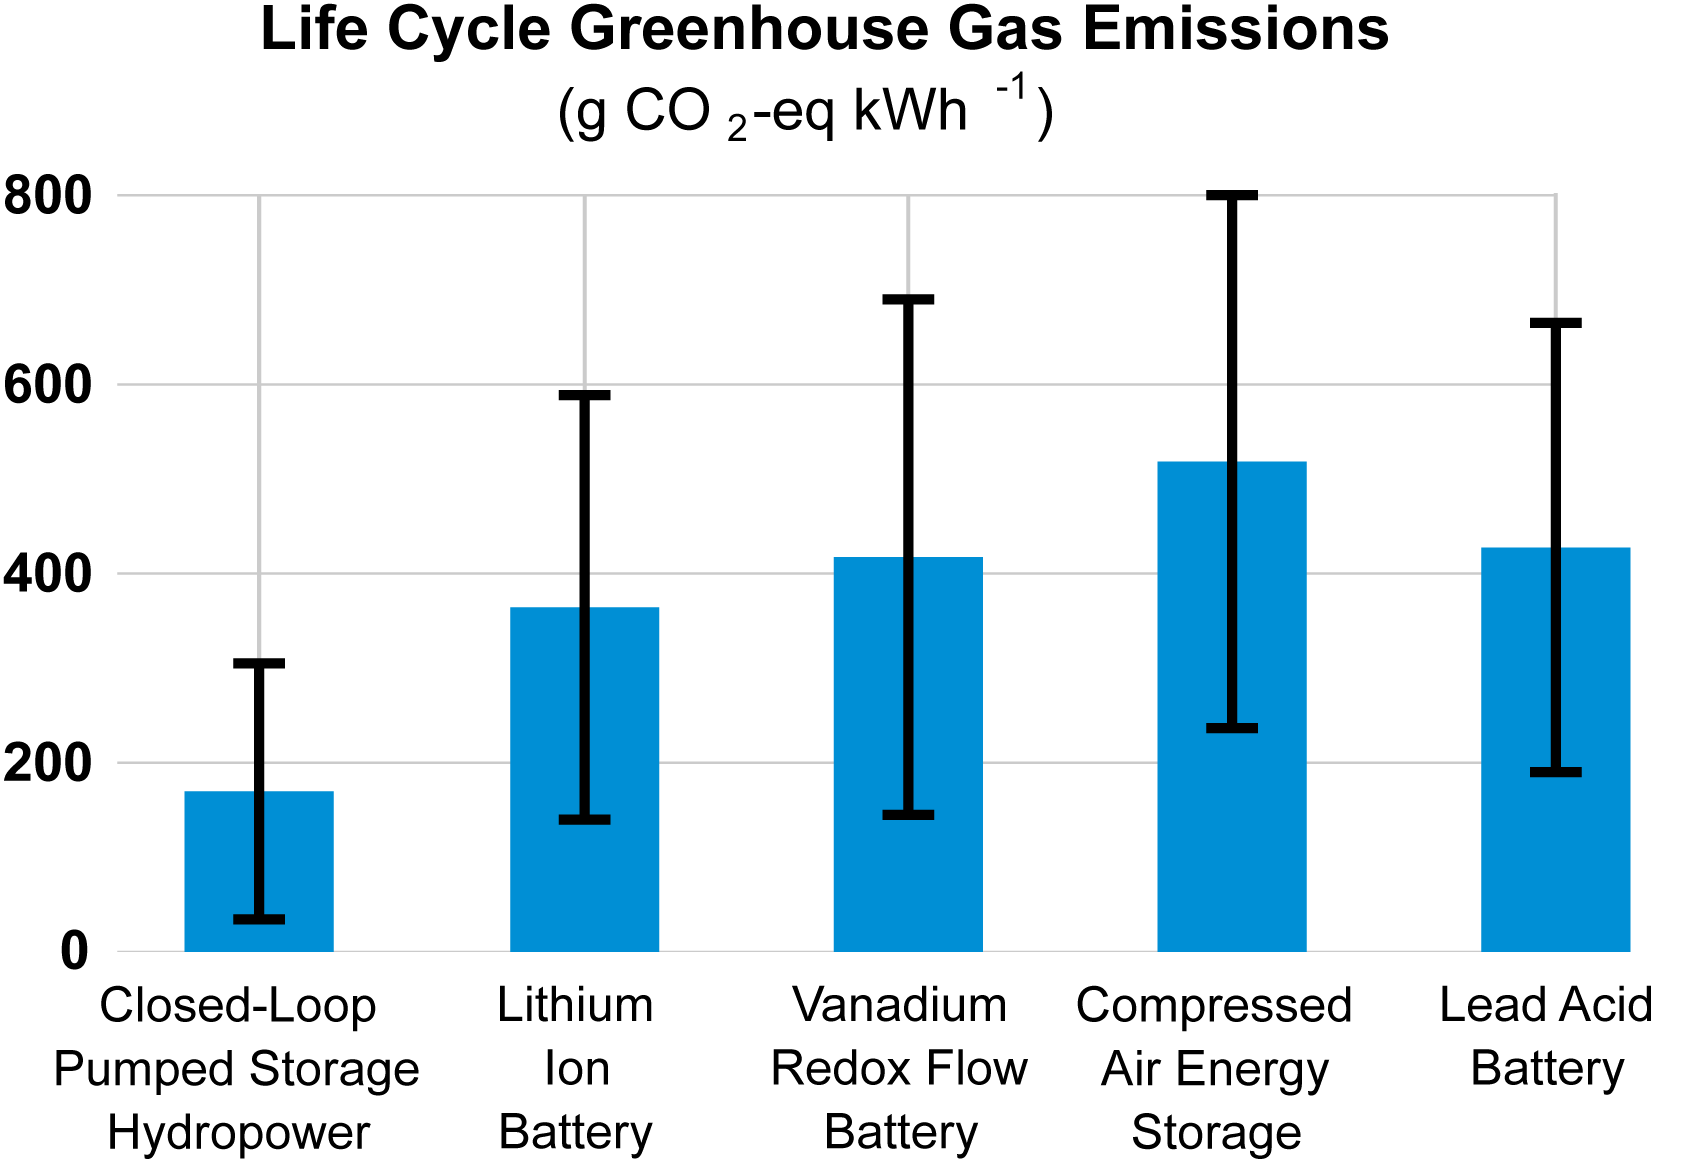 Life Cycle Greenhouse Gas Emissions
(g CO 2-eq kWh -1)
800
600
400
200
0
Closed-Loop
Pumped Storage
Hydropower
Lithium
Ion
Battery
Vanadium
Redox Flow
Battery
Compressed
Air Energy
Storage
Lead Acid
Battery